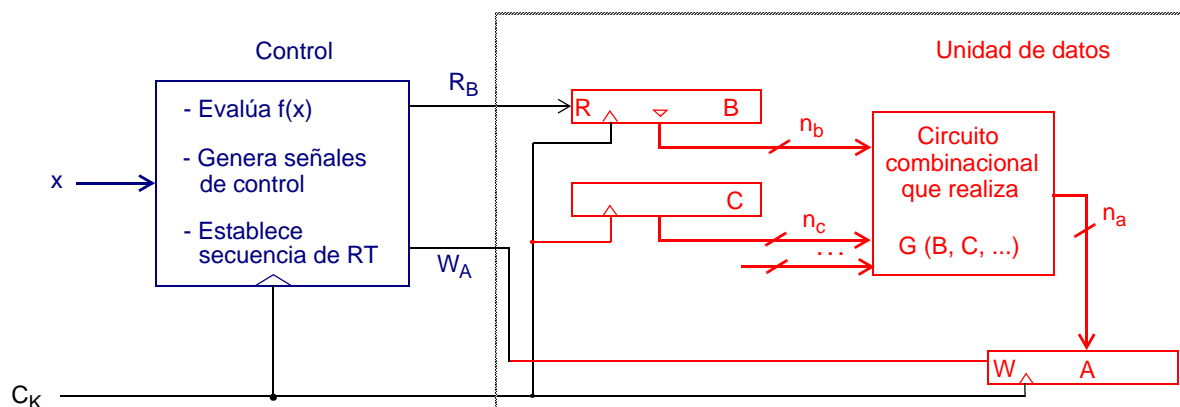 Control
Unidad de datos
- Evalúa f(x)
- Genera señales
de control
- Establece
secuencia de RT
x
R_B
W_A
R
B
C
n_b
n_c
...
Circuito
combinacional
que realiza
G (B, C, ...)
n_a
W
A
C_K